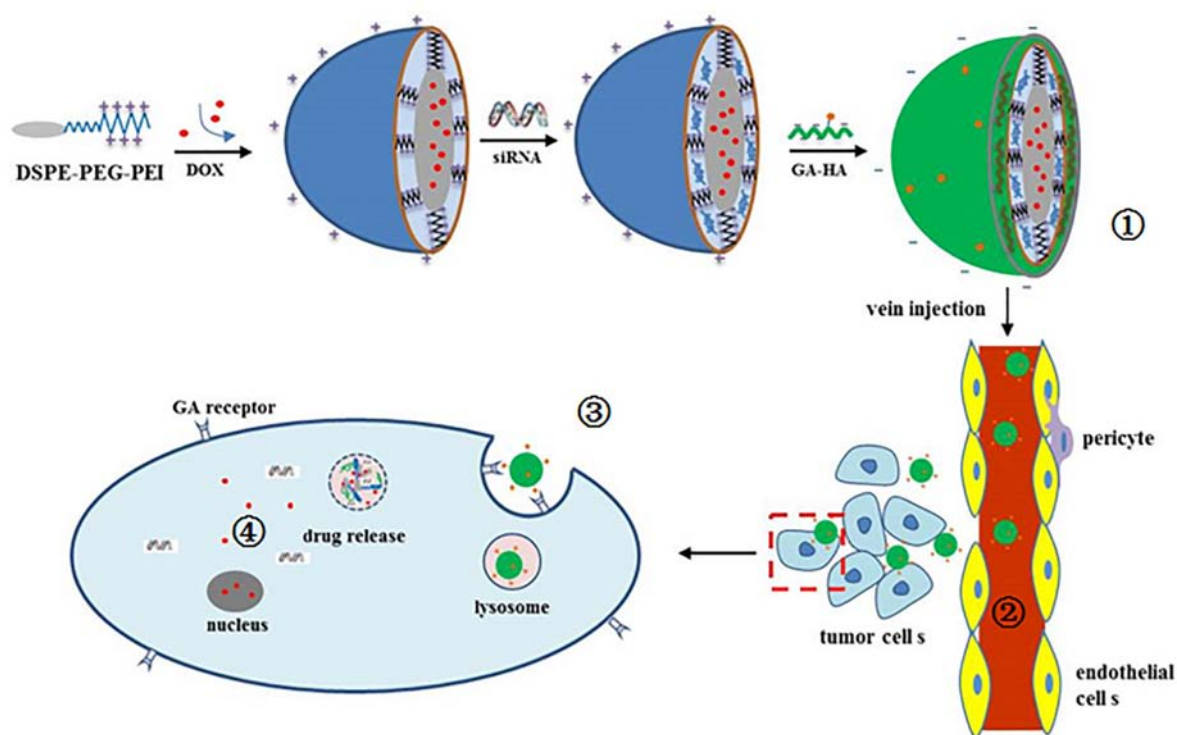 DSPE-PEG-PEI
DOX
siRNA
GA-HA
①
vein injection
GA receptor
③
pericyte
④
drug release
lysosome
nucleus
②
tumor cell s
endothelial
cell s